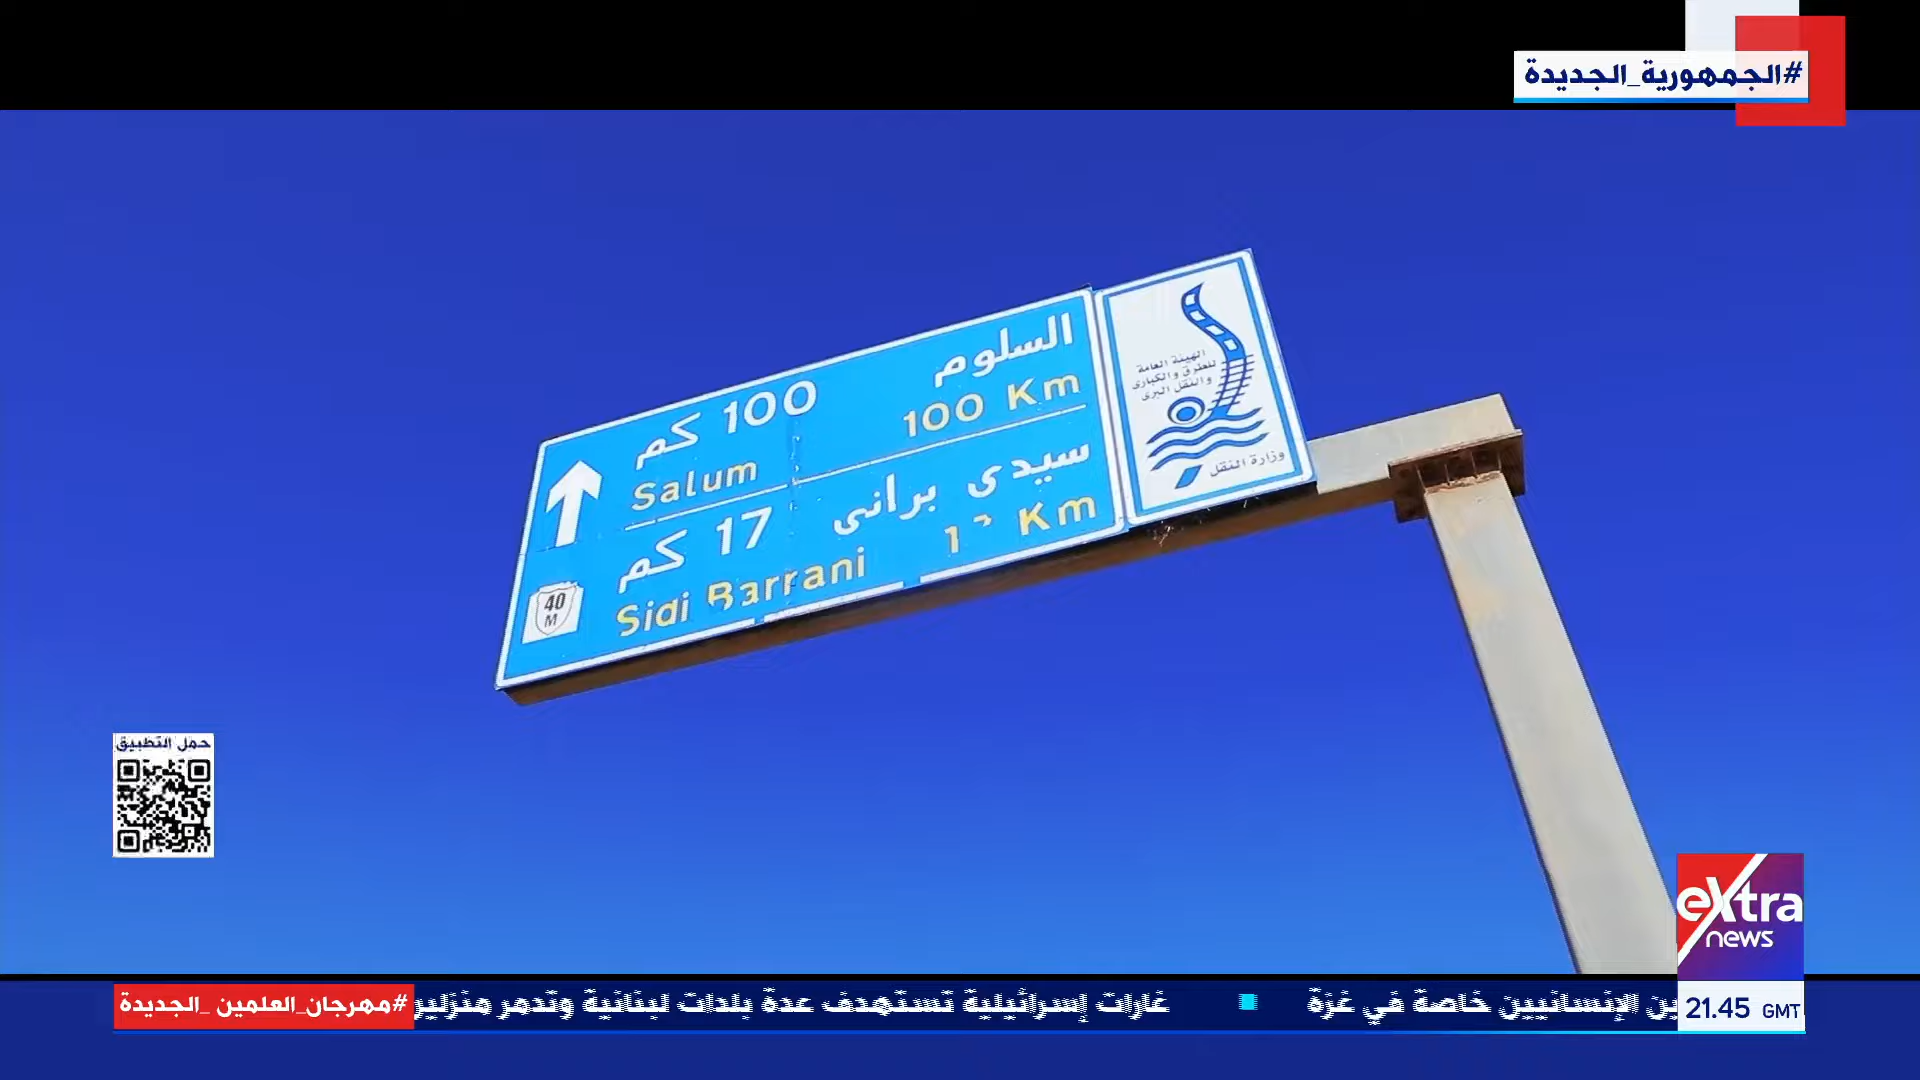 #الجمهورية_الجديدة
السلوم 100 كم
Salum 100 Km
سيدى برانى 17 كم
Sidi Barrani Km
40
M
الهيئة العامة
للطرق والكبارى
والنقل البرى
وزارة النقل
حمل التطبيق
extra
news
21.45 GMT
الإنسانيين خاصة في غزة
غارات إسرائيلية تستهدف عدة بلدات لبنانية وتدمر
#مهرجان_العلمين_الجديدة